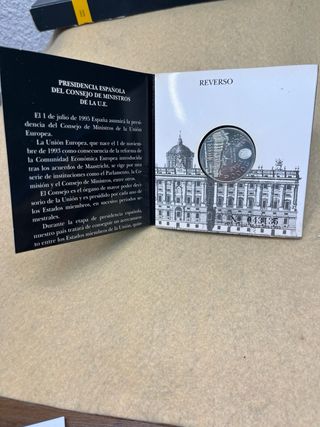 PRESIDENCIA ESPAÑOLA
DEL CONSEJO DE MINISTROS
DE LA U.E.
El 1 de julio de 1995 España asumirá la presi-
dencia del Consejo de Ministros de la Unión
Europea.
La Unión Europea, que nace el 1 de noviem-
bre de 1993 como consecuencia de la reforma de
la Comunidad Económica Europea introducida
tras los acuerdos de Maastricht, se rige por una
serie de instituciones como el Parlamento, la Co-
misión y el Consejo de Ministros, entre otros.
El Consejo es el órgano de mayor poder deci-
sorio de la Unión y es presidido por cada uno de
los Estados miembros, en sucesivo períodos se-
mestrales.
Durante la etapa de presidencia española,
nuestro país tratará de conseguir un acercamien-
to entre los Estados miembros de la Unión,
REVERSO